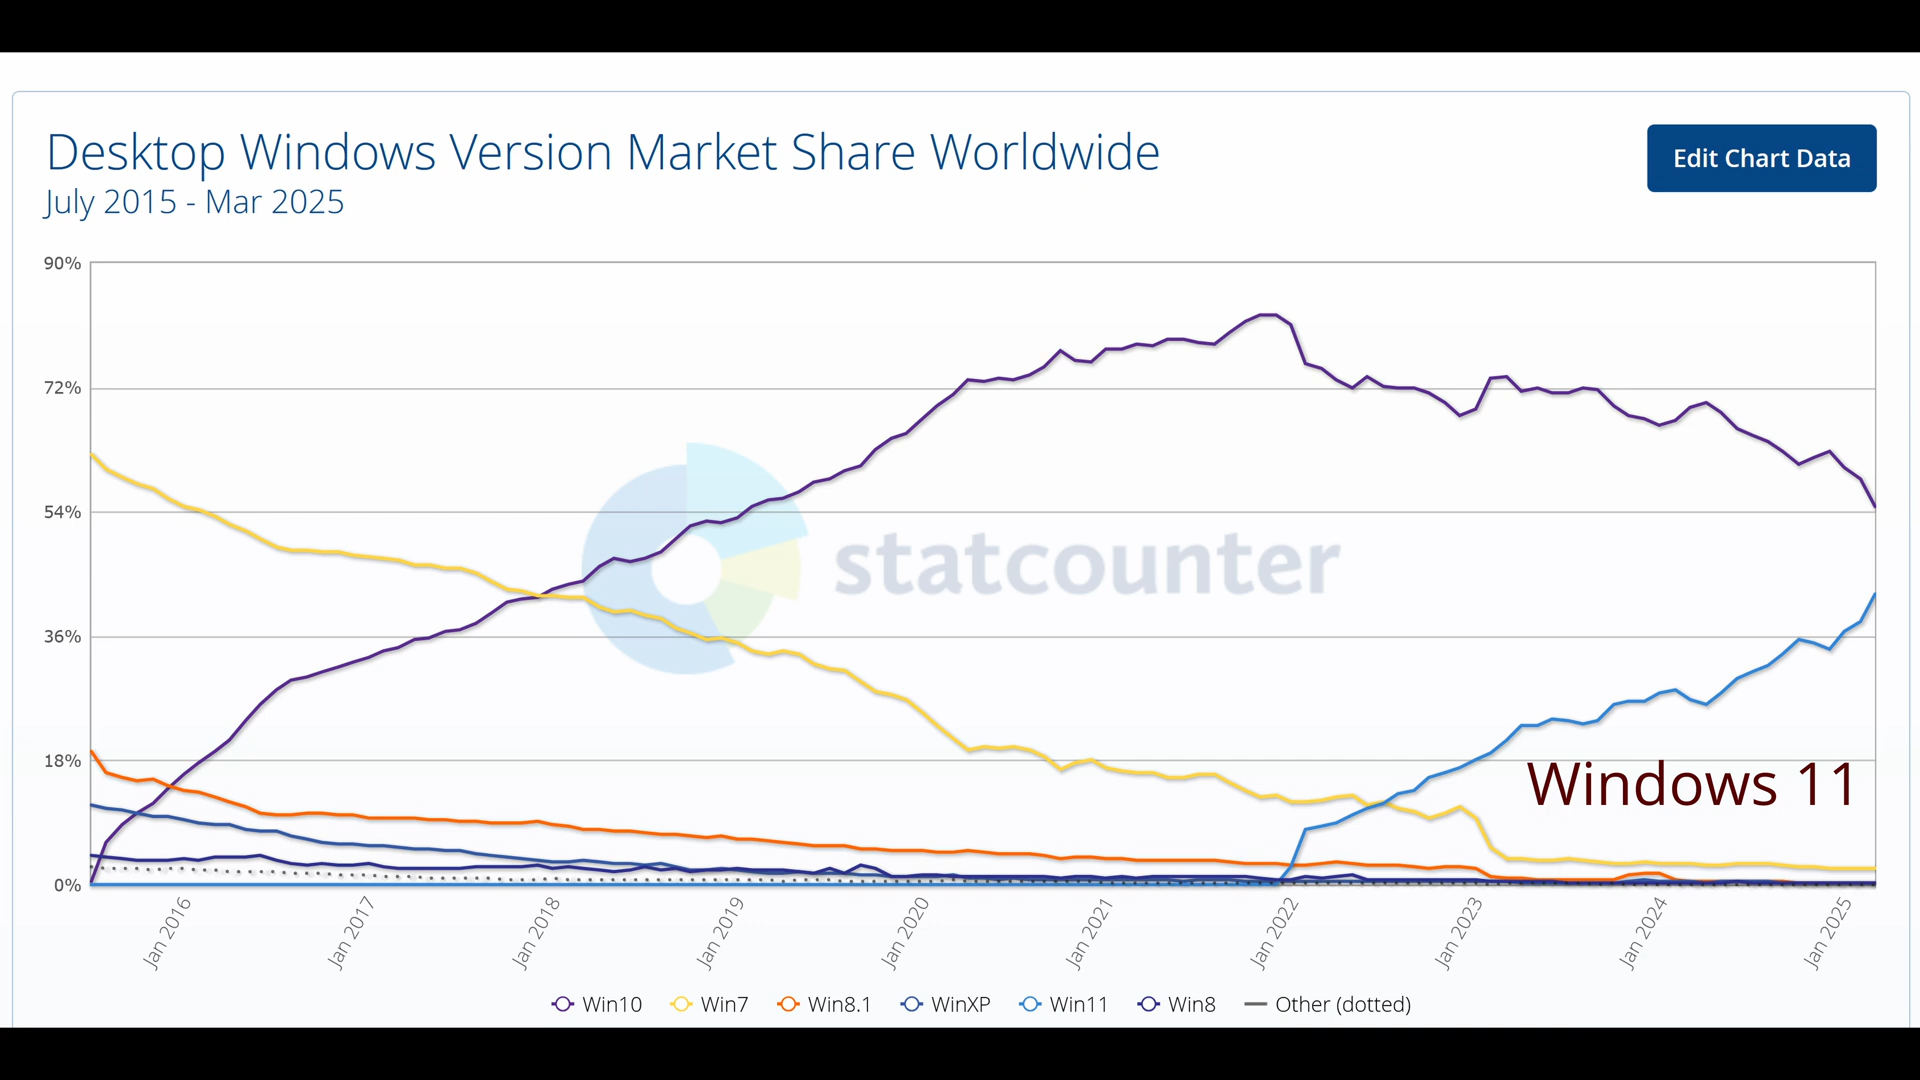 Desktop Windows Version Market Share Worldwide
Edit Chart Data
July 2015 - Mar 2025
90%
72%
54%
statcounter
36%
18%
Windows 11
0%
Jan 2016
Jan 2017
Jan 2018
Jan 2019
Jan 2020
Jan 2021
Jan 2022
Jan 2023
Jan 2024
Jan 2025
Win10 Win7 Win8.1 WinXP Win11 Win8 Other (dotted)